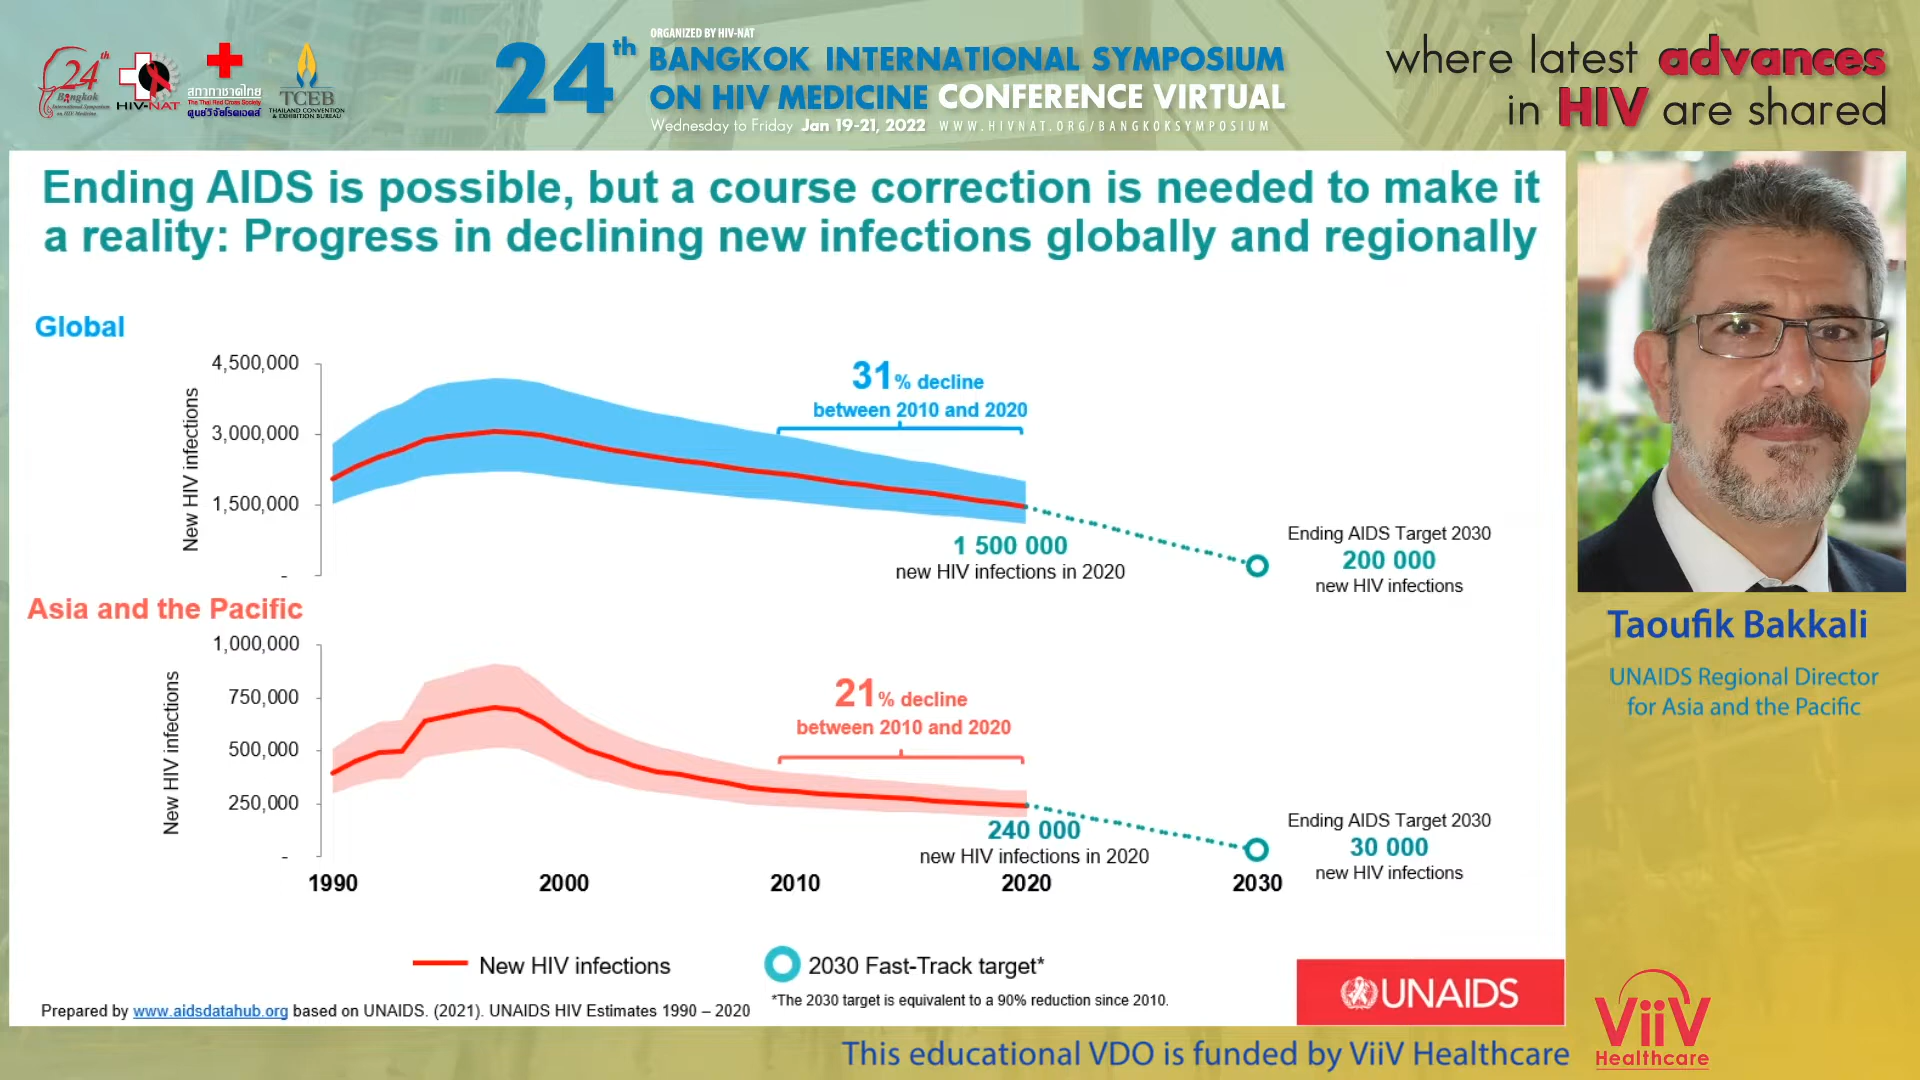 24th
Bangkok
International Symposium
on HIV Medicine
HIV-NAT
สภากาชาดไทย
The Thai Red Cross Society
ศูนย์วิจัยโรคเอดส์
TCEB
THAILAND CONVENTION
& EXHIBITION BUREAU
ORGANIZED BY HIV-NAT
24th BANGKOK INTERNATIONAL SYMPOSIUM
ON HIV MEDICINE CONFERENCE VIRTUAL
Wednesday to Friday Jan 19-21, 2022 WWW.HIVNAT.ORG/BANGKOKSYMPOSIUM
where latest advances
in HIV are shared
Ending AIDS is possible, but a course correction is needed to make it
a reality: Progress in declining new infections globally and regionally
Global
New HIV infections
4,500,000
3,000,000
1,500,000
-
31% decline
between 2010 and 2020
1 500 000
new HIV infections in 2020
Ending AIDS Target 2030
200 000
new HIV infections
Asia and the Pacific
New HIV infections
1,000,000
750,000
500,000
250,000
-
21% decline
between 2010 and 2020
240 000
new HIV infections in 2020
Ending AIDS Target 2030
30 000
new HIV infections
1990 2000 2010 2020 2030
New HIV infections
2030 Fast-Track target*
*The 2030 target is equivalent to a 90% reduction since 2010.
Prepared by www.aidsdatahub.org based on UNAIDS. (2021). UNAIDS HIV Estimates 1990 – 2020
UNAIDS
Taoufik Bakkali
UNAIDS Regional Director
for Asia and the Pacific
This educational VDO is funded by ViiV Healthcare
ViiV
Healthcare